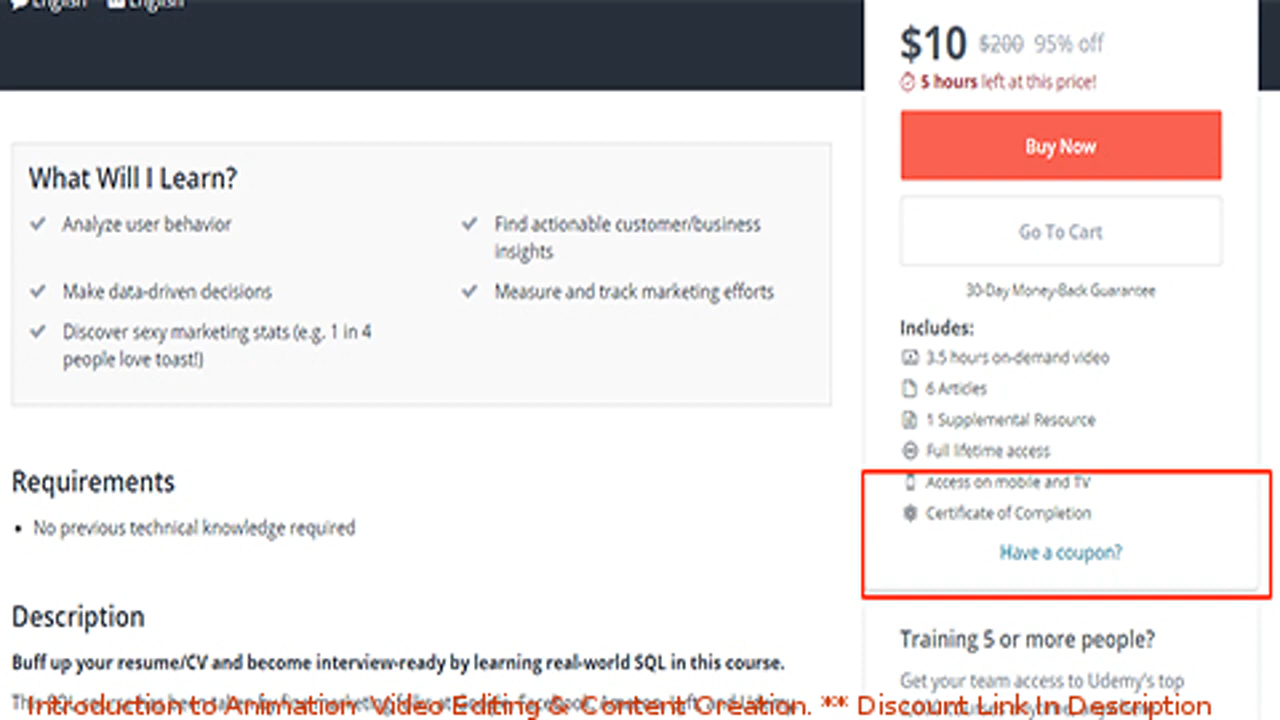 English English
What Will I Learn?
Analyze user behavior
Find actionable customer/business
insights
Make data-driven decisions
Measure and track marketing efforts
Discover sexy marketing stats (e.g. 1 in 4
people love toast!)
Requirements
• No previous technical knowledge required
Description
Buff up your resume/CV and become interview-ready by learning real-world SQL in this course.
$10 $200 95% off
5 hours left at this price!
Buy Now
Go To Cart
30-Day Money-Back Guarantee
Includes:
3.5 hours on-demand video
6 Articles
1 Supplemental Resource
Full lifetime access
Access on mobile and TV
Certificate of Completion
Have a coupon?
Training 5 or more people?
Get your team access to Udemy's top
Introduction to Animation Video Editing & Content Creation. ** Discount Link In Description